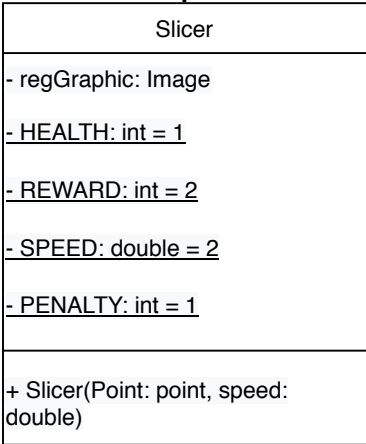 Slicer
- regGraphic: Image
- HEALTH: int = 1
- REWARD: int = 2
- SPEED: double = 2
- PENALTY: int = 1
+ Slicer(Point: point, speed:
double)